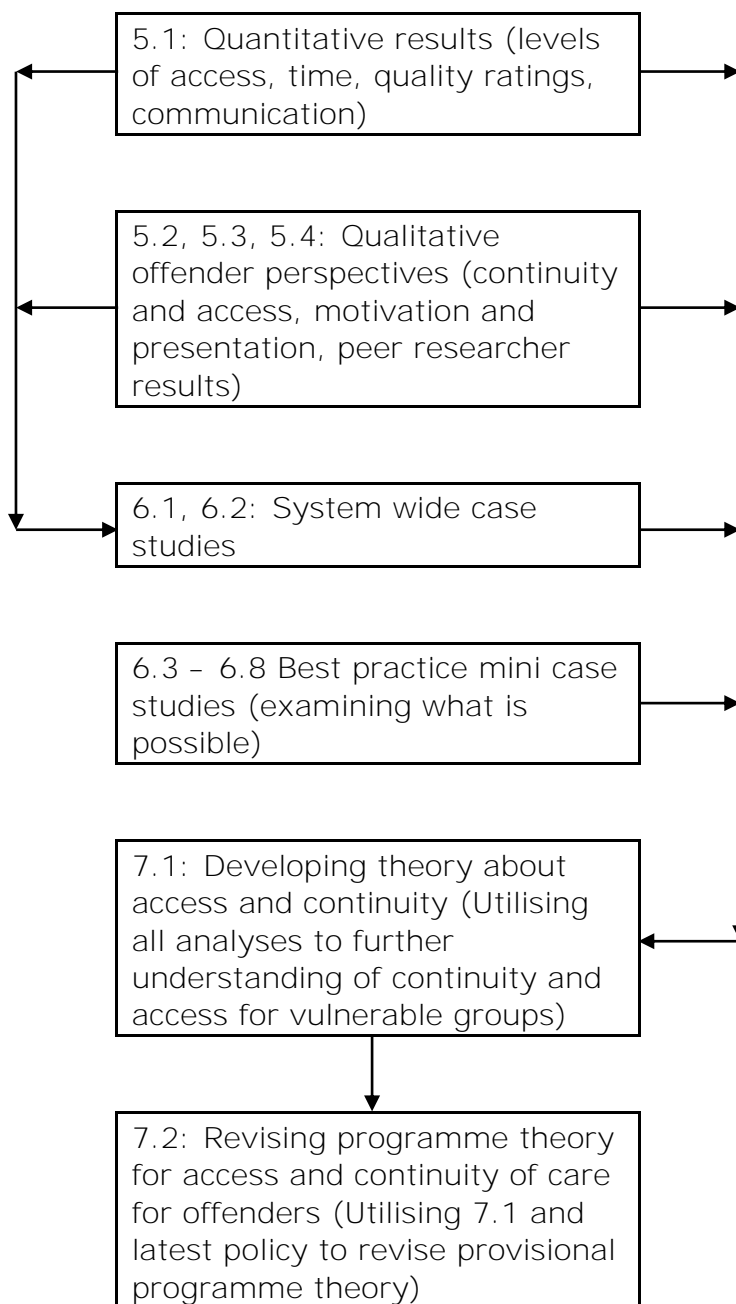 5.1: Quantitative results (levels
of access, time, quality ratings,
communication)
5.2, 5.3, 5.4: Qualitative
offender perspectives (continuity
and access, motivation and
presentation, peer researcher
results)
6.1, 6.2: System wide case
studies
6.3 – 6.8 Best practice mini case
studies (examining what is
possible)
7.1: Developing theory about
access and continuity (Utilising
all analyses to further
understanding of continuity and
access for vulnerable groups)
7.2: Revising programme theory
for access and continuity of care
for offenders (Utilising 7.1 and
latest policy to revise provisional
programme theory)